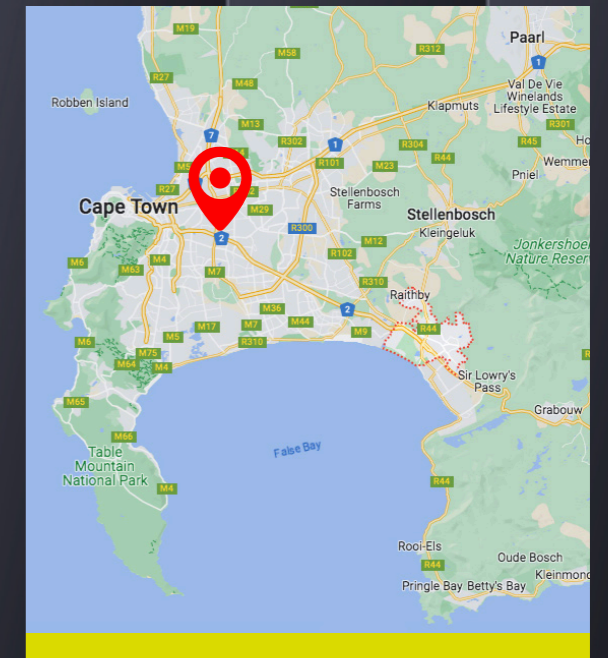 M19
Paarl
M58
R312
1
R27
M48
Val De Vie
Winelands
Lifestyle Estate
Robben Island
Klapmuts
7
M13
R301
R302
1
R304
R45
R101
R44
M23
Wemme
Pniel
R27
Stellenbosch
Farms
Cape Town
M29
Stellenbosch
R300
Kleingeluk
2
M12
Jonkershoe
Nature Reser
R102
M6
M4
M63
M7
R310
Raithby
M36
2
M17
M7
M44
M9
R44
M5
R310
M6
M75
M64
M4
Sir Lowry's
Pass
M65
Grabouw
M66
False Bay
Table
Mountain
National Park
M4
R44
Rooi-Els
Oude Bosch
R44
Kleinmond
Pringle Bay
Betty's Bay